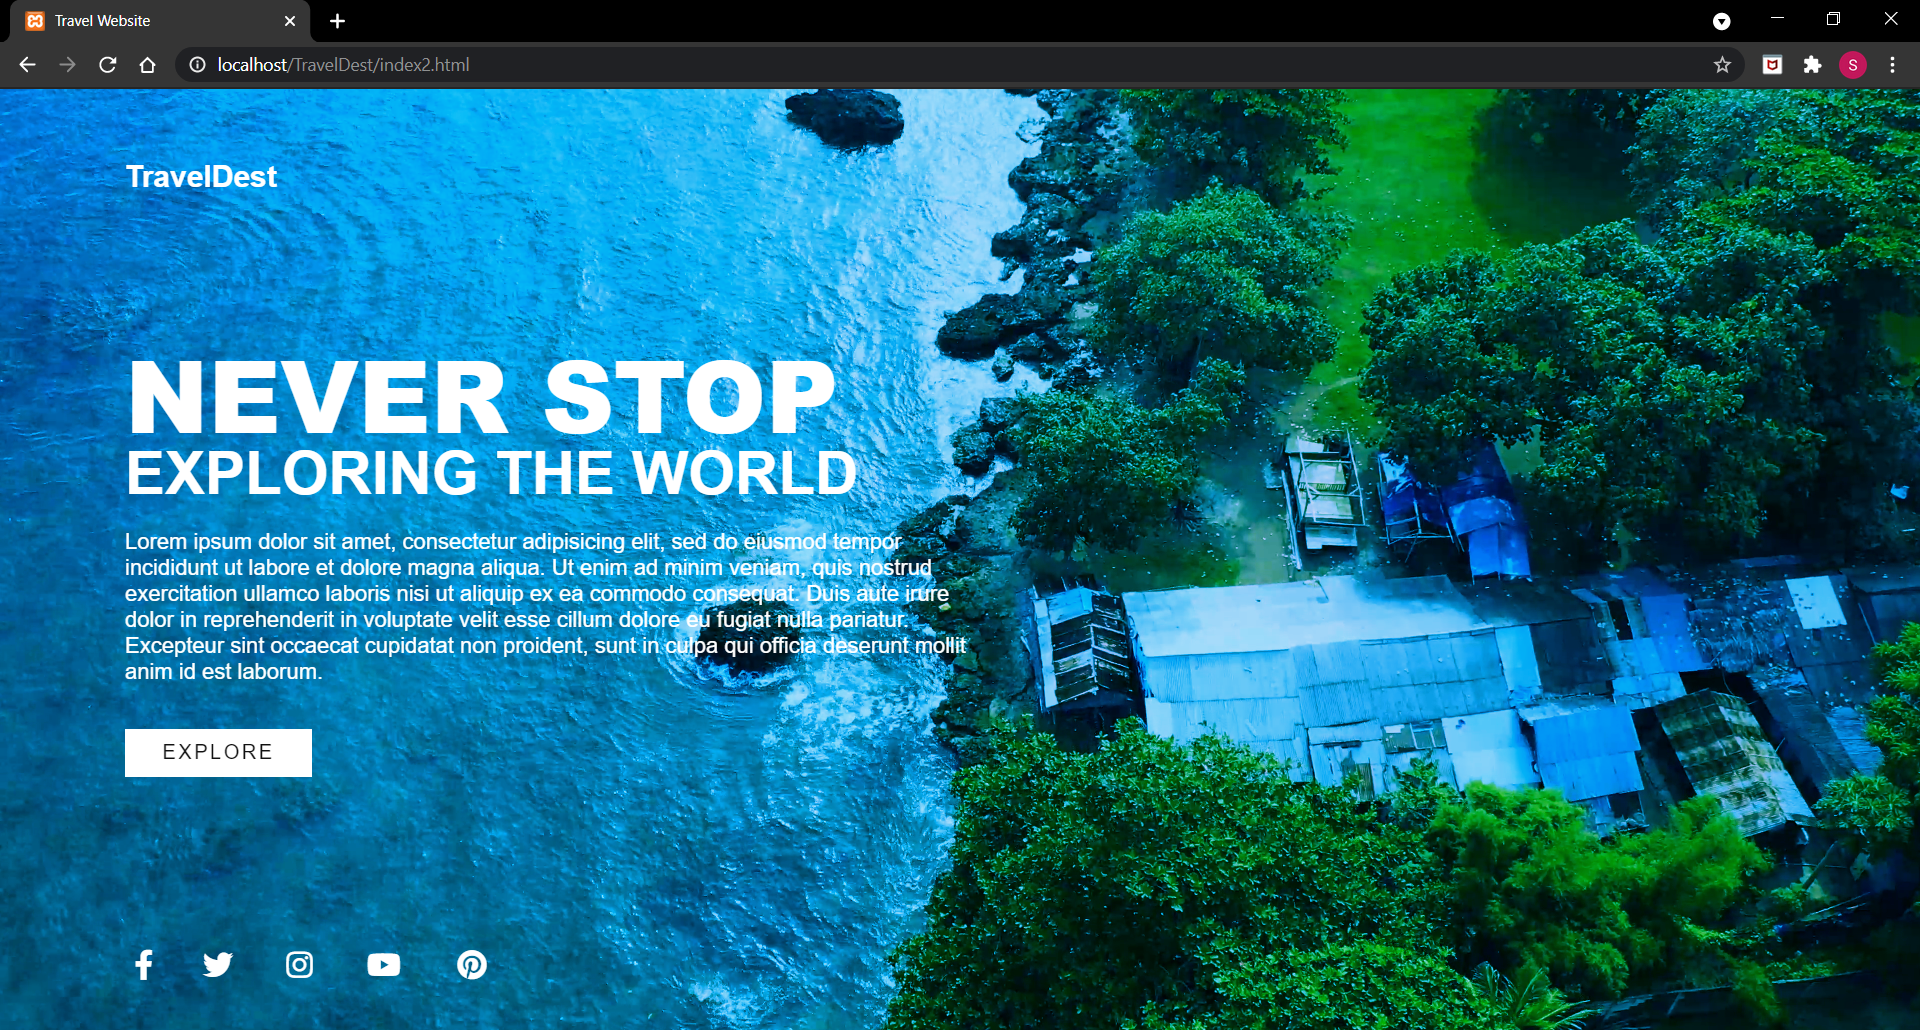 Travel Website
localhost/TravelDest/index2.html
S
TravelDest
NEVER STOP
EXPLORING THE WORLD
Lorem ipsum dolor sit amet, consectetur adipisicing elit, sed do eiusmod tempor
incididunt ut labore et dolore magna aliqua. Ut enim ad minim veniam, quis nostrud
exercitation ullamco laboris nisi ut aliquip ex ea commodo consequat. Duis aute irure
dolor in reprehenderit in voluptate velit esse cillum dolore eu fugiat nulla pariatur.
Excepteur sint occaecat cupidatat non proident, sunt in culpa qui officia deserunt mollit
anim id est laborum.
EXPLORE